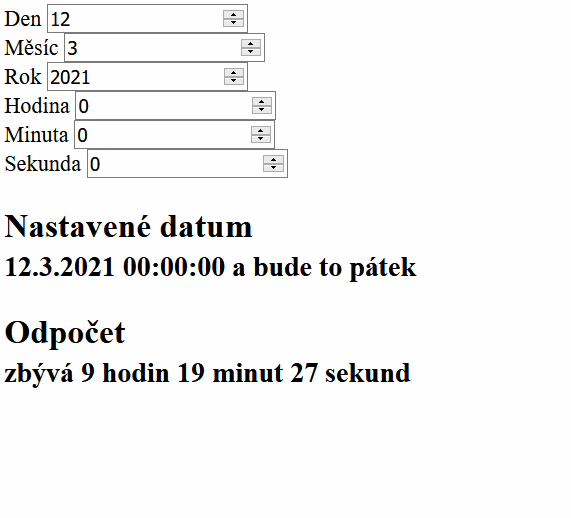 Den 12
Měsíc 3
Rok 2021
Hodina 0
Minuta 0
Sekunda 0
Nastavené datum
12.3.2021 00:00:00 a bude to pátek
Odpočet
zbývá 9 hodin 19 minut 27 sekund